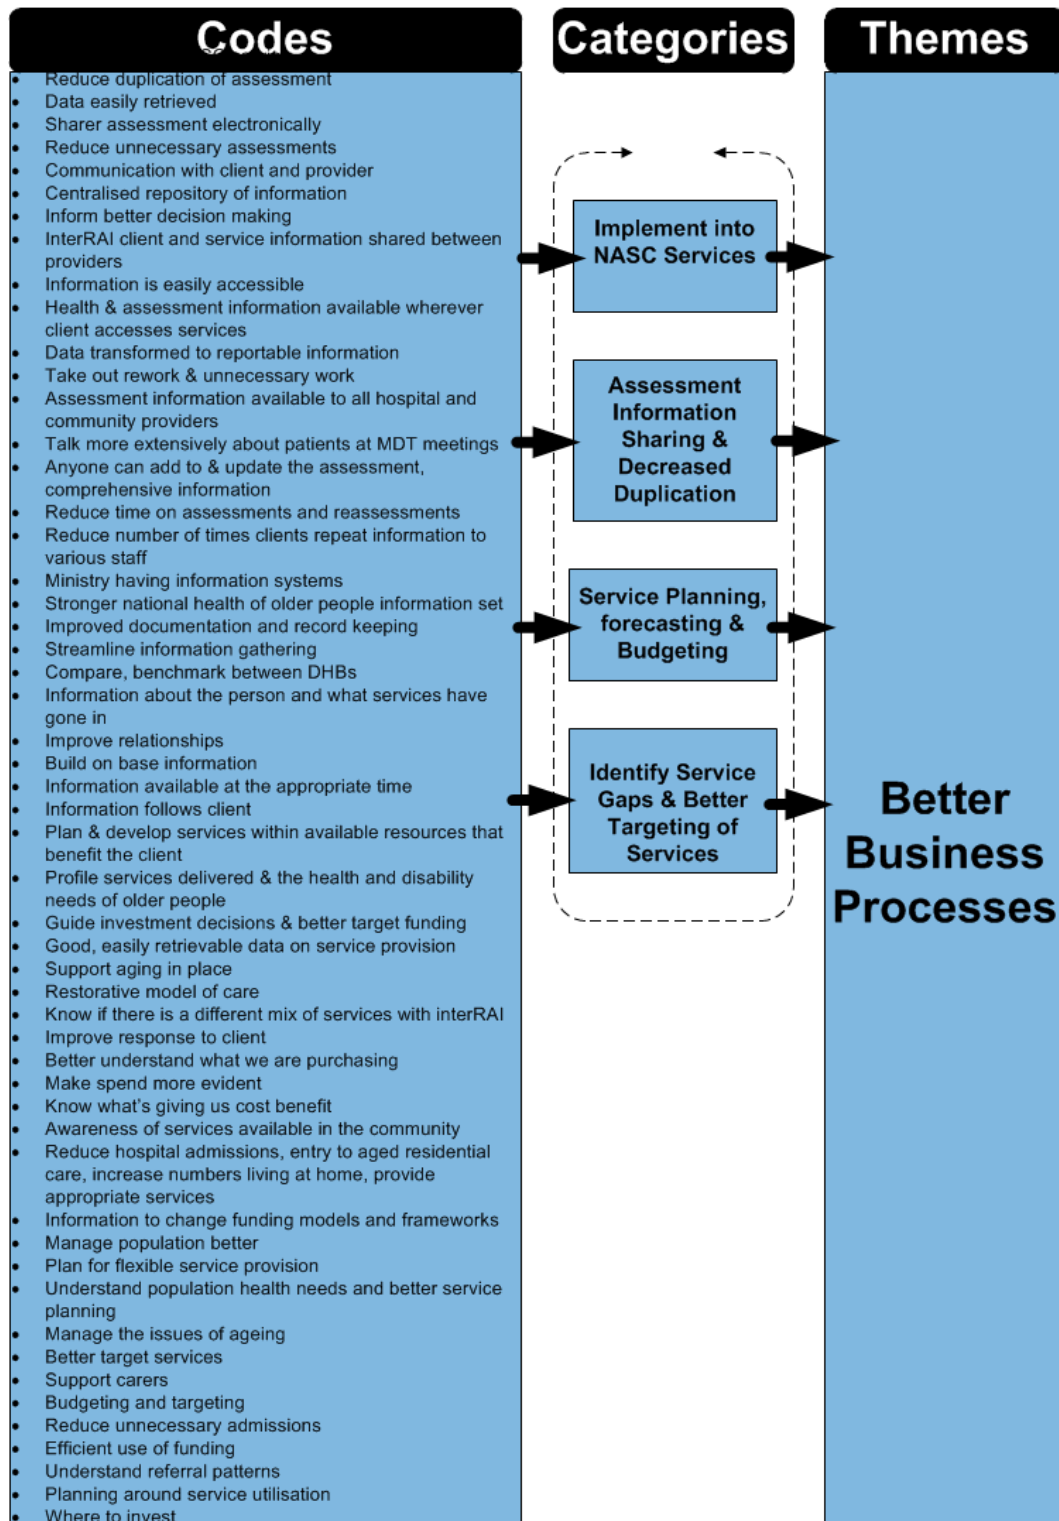 Codes
Categories
Themes
Reduce duplication of assessment
Data easily retrieved
Sharer assessment electronically
Reduce unnecessary assessments
Communication with client and provider
Centralised repository of information
Inform better decision making
InterRAI client and service information shared between
providers
Information is easily accessible
Health & assessment information available wherever
client accesses services
Data transformed to reportable information
Take out rework & unnecessary work
Assessment information available to all hospital and
community providers
Talk more extensively about patients at MDT meetings
Anyone can add to & update the assessment,
comprehensive information
Reduce time on assessments and reassessments
Reduce number of times clients repeat information to
various staff
Ministry having information systems
Stronger national health of older people information set
Improved documentation and record keeping
Streamline information gathering
Compare, benchmark between DHBs
Information about the person and what services have
gone in
Improve relationships
Build on base information
Information available at the appropriate time
Information follows client
Plan & develop services within available resources that
benefit the client
Profile services delivered & the health and disability
needs of older people
Guide investment decisions & better target funding
Good, easily retrievable data on service provision
Support aging in place
Restorative model of care
Know if there is a different mix of services with interRAI
Improve response to client
Better understand what we are purchasing
Make spend more evident
Know what's giving us cost benefit
Awareness of services available in the community
Reduce hospital admissions, entry to aged residential
care, increase numbers living at home, provide
appropriate services
Information to change funding models and frameworks
Manage population better
Plan for flexible service provision
Understand population health needs and better service
planning
Manage the issues of ageing
Better target services
Support carers
Budgeting and targeting
Reduce unnecessary admissions
Efficient use of funding
Understand referral patterns
Planning around service utilisation
Where to invest
Implement into
NASC Services
Assessment
Information
Sharing &
Decreased
Duplication
Service Planning,
forecasting &
Budgeting
Identify Service
Gaps & Better
Targeting of
Services
Better
Business
Processes